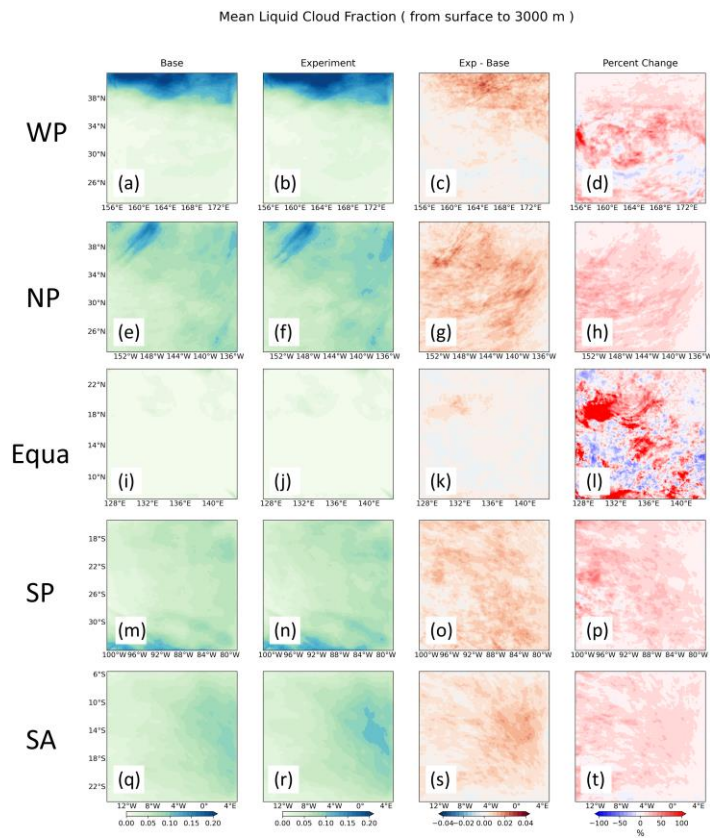 Mean Liquid Cloud Fraction ( from surface to 3000 m )
Base Experiment Exp - Base Percent Change
WP
38°N
34°N
30°N
26°N
(a) (b) (c) (d)
156°E 160°E 164°E 168°E 172°E 156°E 160°E 164°E 168°E 172°E 156°E 160°E 164°E 168°E 172°E 156°E 160°E 164°E 168°E 172°E
NP
38°N
34°N
30°N
26°N
(e) (f) (g) (h)
152°W 148°W 144°W 140°W 136°W 152°W 148°W 144°W 140°W 136°W 152°W 148°W 144°W 140°W 136°W 152°W 148°W 144°W 140°W 136°W
Equa
22°N
18°N
14°N
10°N
(i) (j) (k) (l)
128°E 132°E 136°E 140°E 128°E 132°E 136°E 140°E 128°E 132°E 136°E 140°E 128°E 132°E 136°E 140°E
SP
18°S
22°S
26°S
30°S
(m) (n) (o) (p)
100°W 96°W 92°W 88°W 84°W 80°W 100°W 96°W 92°W 88°W 84°W 80°W 100°W 96°W 92°W 88°W 84°W 80°W 100°W 96°W 92°W 88°W 84°W 80°W
SA
6°S
10°S
14°S
18°S
22°S
(q) (r) (s) (t)
12°W 8°W 4°W 0° 4°E 12°W 8°W 4°W 0° 4°E 12°W 8°W 4°W 0° 4°E 12°W 8°W 4°W 0° 4°E
0.00 0.05 0.10 0.15 0.20 0.00 0.05 0.10 0.15 0.20 −0.04 −0.02 0.00 0.02 0.04 −100 −50 0 50 100
%